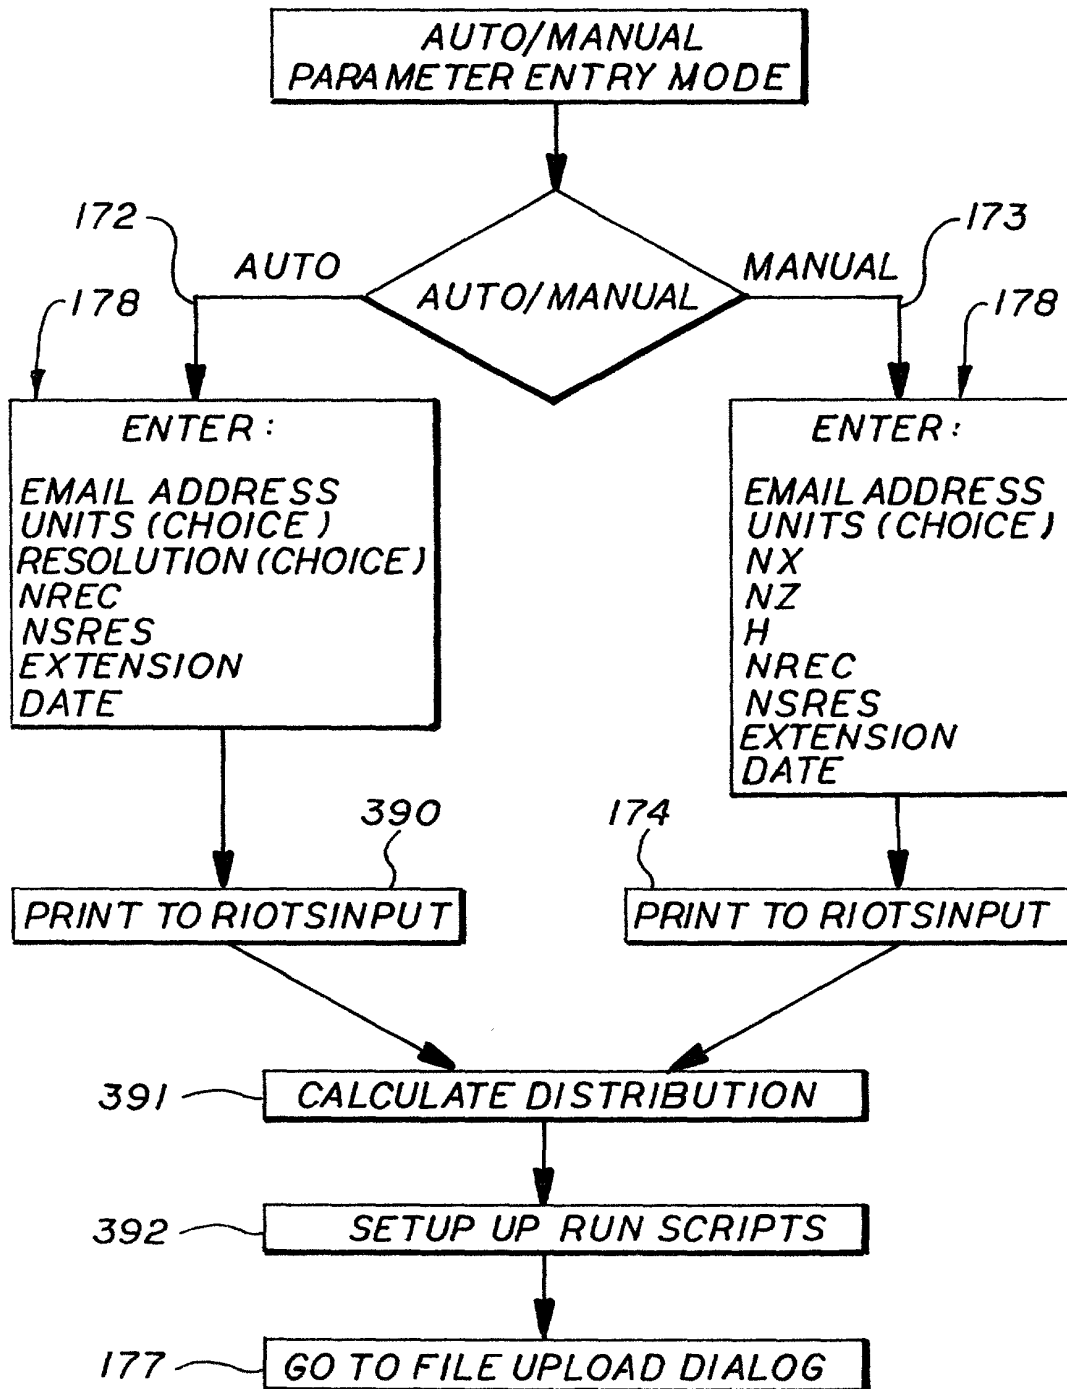 AUTO/MANUAL
PARAMETER ENTRY MODE
172
173
AUTO
MANUAL
AUTO/MANUAL
178
178
ENTER:
EMAIL ADDRESS
UNITS (CHOICE)
RESOLUTION (CHOICE)
NREC
NSRES
EXTENSION
DATE
ENTER:
EMAIL ADDRESS
UNITS (CHOICE)
NX
NZ
H
NREC
NSRES
EXTENSION
DATE
390
174
PRINT TO RIOTSINPUT
PRINT TO RIOTSINPUT
391
CALCULATE DISTRIBUTION
392
SETUP UP RUN SCRIPTS
177
GO TO FILE UPLOAD DIALOG